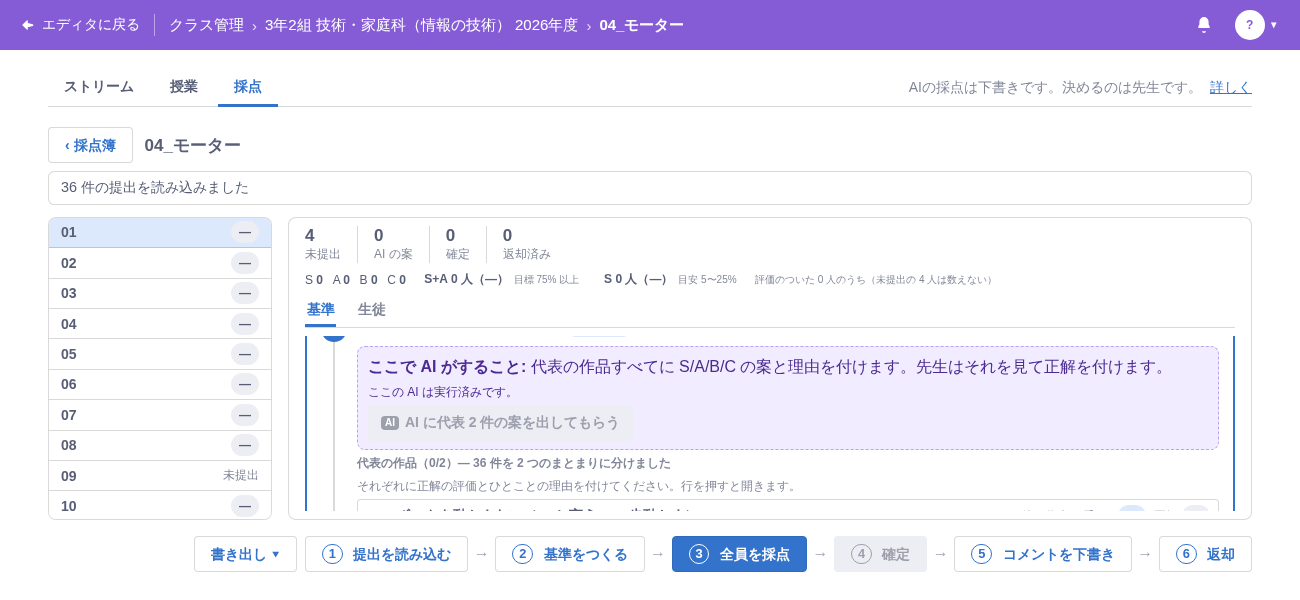 エディタに戻る クラス管理 › 3年2組 技術・家庭科（情報の技術） 2026年度 › 04_モーター ?
ストリーム 授業 採点 AIの採点は下書きです。決めるのは先生です。 詳しく
‹ 採点簿 04_モーター
36 件の提出を読み込みました
01 —
02 —
03 —
04 —
05 —
06 —
07 —
08 —
09 未提出
10 —
4 0 0 0
未提出 AI の案 確定 返却済み
S 0 A 0 B 0 C 0 S+A 0 人（—） 目標 75% 以上 S 0 人（—） 目安 5〜25% 評価のついた 0 人のうち（未提出の 4 人は数えない）
基準 生徒
ここで AI がすること: 代表の作品すべてに S/A/B/C の案と理由を付けます。先生はそれを見て正解を付けます。
ここの AI は実行済みです。
AI AI に代表 2 件の案を出してもらう
代表の作品（0/2）— 36 件を 2 つのまとまりに分けました
それぞれに正解の評価とひとことの理由を付けてください。行を押すと開きます。
書き出し ▾ 1 提出を読み込む → 2 基準をつくる → 3 全員を採点 → 4 確定 → 5 コメントを下書き → 6 返却